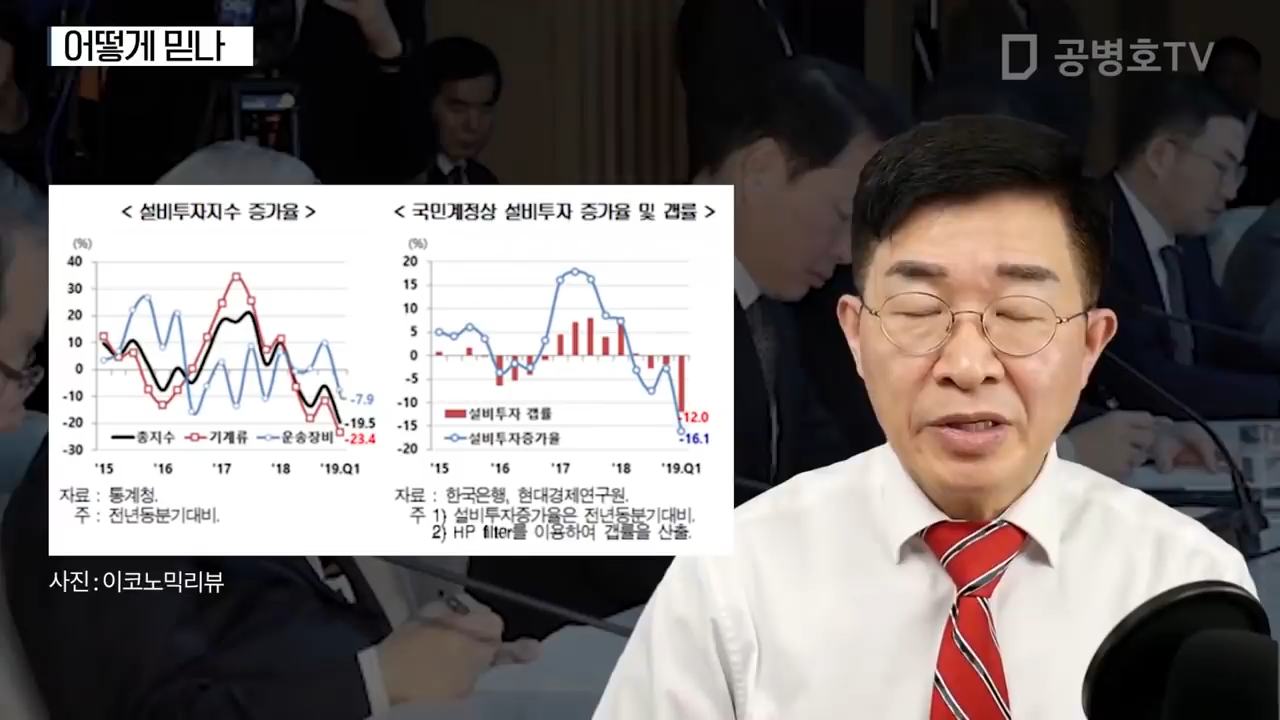 어떻게 믿나
공병호TV
< 설비투자지수 증가율 >
(%)
40
30
20
10
0
-10
-20
-30
-7.9
-19.5
-23.4
총지수 기계류 운송장비
'15 '16 '17 '18 '19.Q1
자료 : 통계청.
주 : 전년동분기대비.
< 국민계정상 설비투자 증가율 및 갭률 >
(%)
20
15
10
5
0
-5
-10
-15
-20
설비투자 갭률
설비투자증가율
-12.0
-16.1
'15 '16 '17 '18 '19.Q1
자료 : 한국은행, 현대경제연구원.
주 1) 설비투자증가율은 전년동분기대비.
2) HP filter를 이용하여 갭률을 산출.
사진 : 이코노믹리뷰